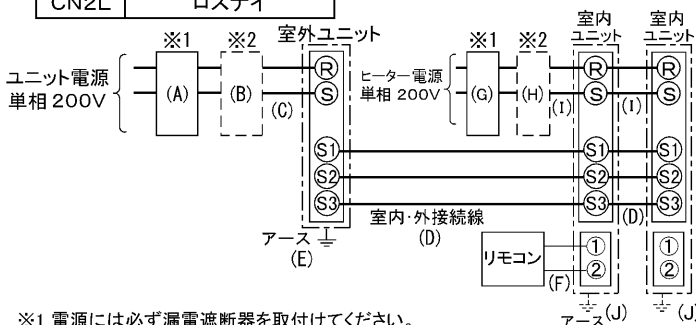 CN2L ロスナイ
※1 ※2 室外ユニット ※1 ※2 室内ユニット 室内ユニット
ユニット電源
単相 200V
(A) (B) (C)
R
S
S1
S2
S3
アース
(E)
ヒーター電源
単相 200V
(G) (H) (I) (I)
R R
S S
S1 S1
S2 S2
S3 S3
室内・外接続線
(D) (D)
リモコン
(F)
① ①
② ②
アース(J) (J)
※1 電源には必ず漏電遮断器を取付けてください。